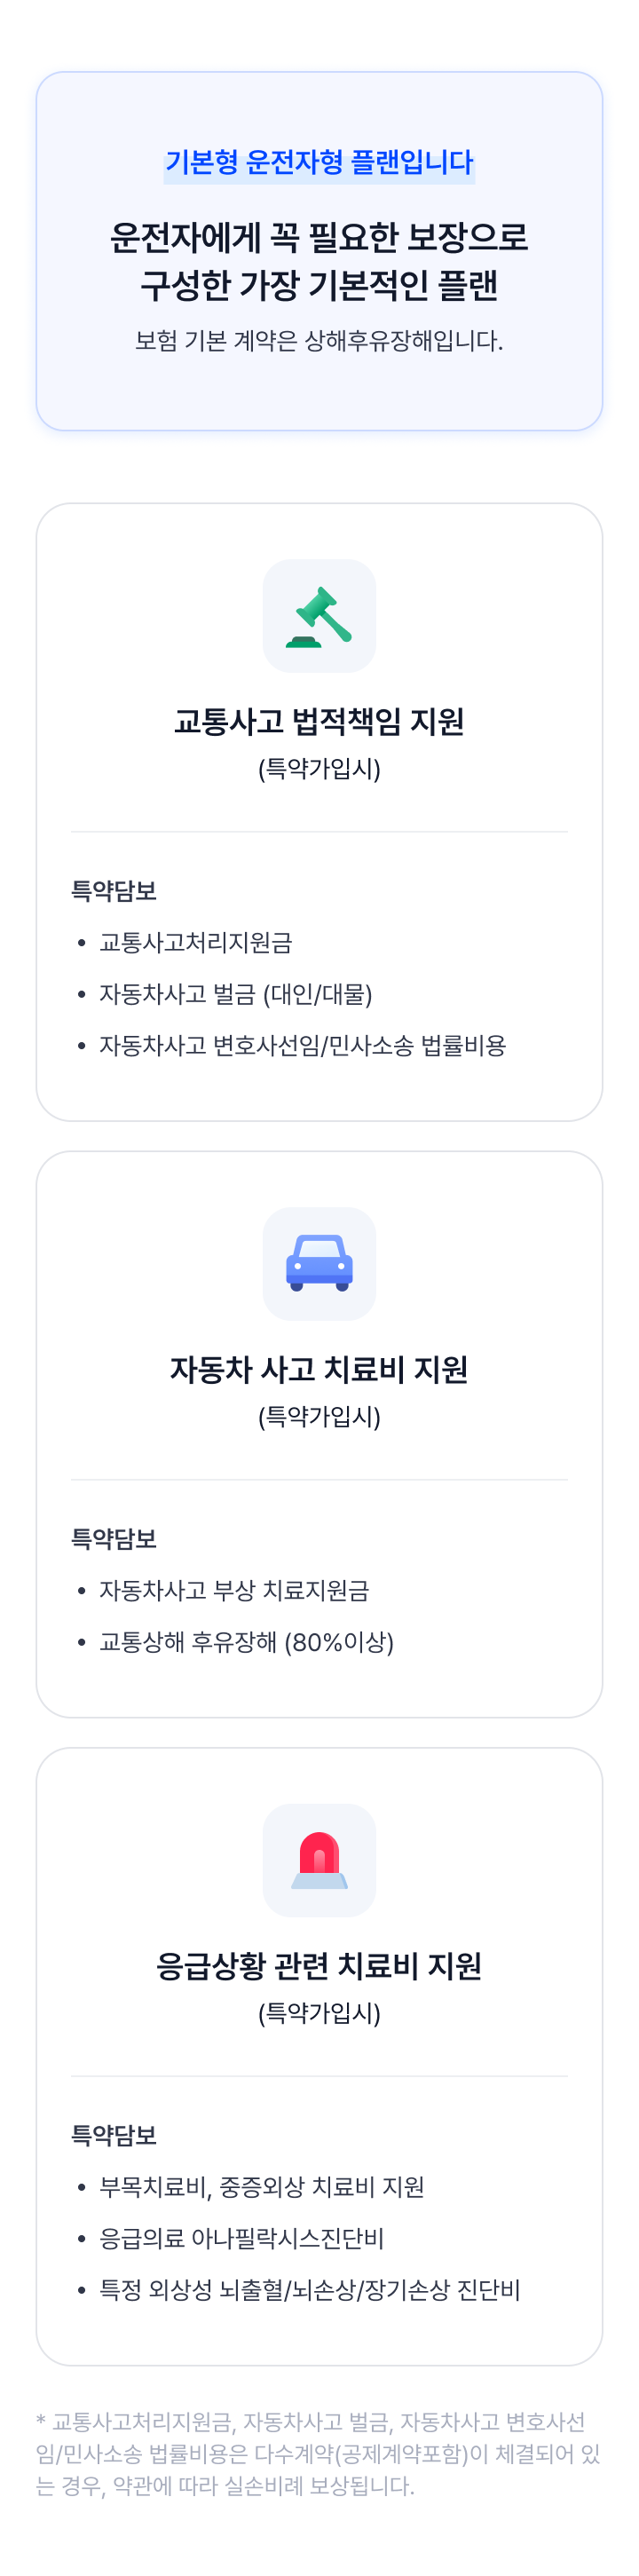 기본형 운전자형 플랜입니다
운전자에게 꼭 필요한 보장으로
구성한 가장 기본적인 플랜
보험 기본 계약은 상해후유장해입니다.
교통사고 법적책임 지원
(특약가입시)
특약담보
• 교통사고처리지원금
• 자동차사고 벌금 (대인/대물)
• 자동차사고 변호사선임/민사소송 법률비용
자동차 사고 치료비 지원
(특약가입시)
특약담보
• 자동차사고 부상 치료지원금
• 교통상해 후유장해 (80%이상)
응급상황 관련 치료비 지원
(특약가입시)
특약담보
• 부목치료비, 중증외상 치료비 지원
• 응급의료 아나필락시스진단비
• 특정 외상성 뇌출혈/뇌손상/장기손상 진단비
* 교통사고처리지원금, 자동차사고 벌금, 자동차사고 변호사선
임/민사소송 법률비용은 다수계약(공제계약포함)이 체결되어 있
는 경우, 약관에 따라 실손비례 보상됩니다.